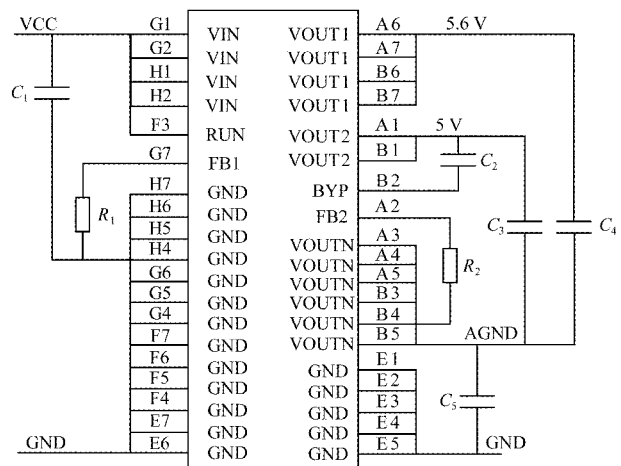 VCC G1 VIN VOUT1 A6 5.6 V
G2 VIN VOUT1 A7
H1 VIN VOUT1 B6
C1 H2 VIN VOUT1 B7
F3 RUN VOUT2 A1 5 V
G7 FB1 VOUT2 B1 C2
H7 GND BYP B2
R1 H6 GND FB2 A2
H5 GND VOUTN A3 C3 C4
H4 GND VOUTN A4 R2
G6 GND VOUTN A5
G5 GND VOUTN B3
G4 GND VOUTN B4
F7 GND VOUTN B5 AGND
F6 GND GND E1
F5 GND GND E2
F4 GND GND E3 C5
E7 GND GND E4
GND E6 GND GND E5 GND